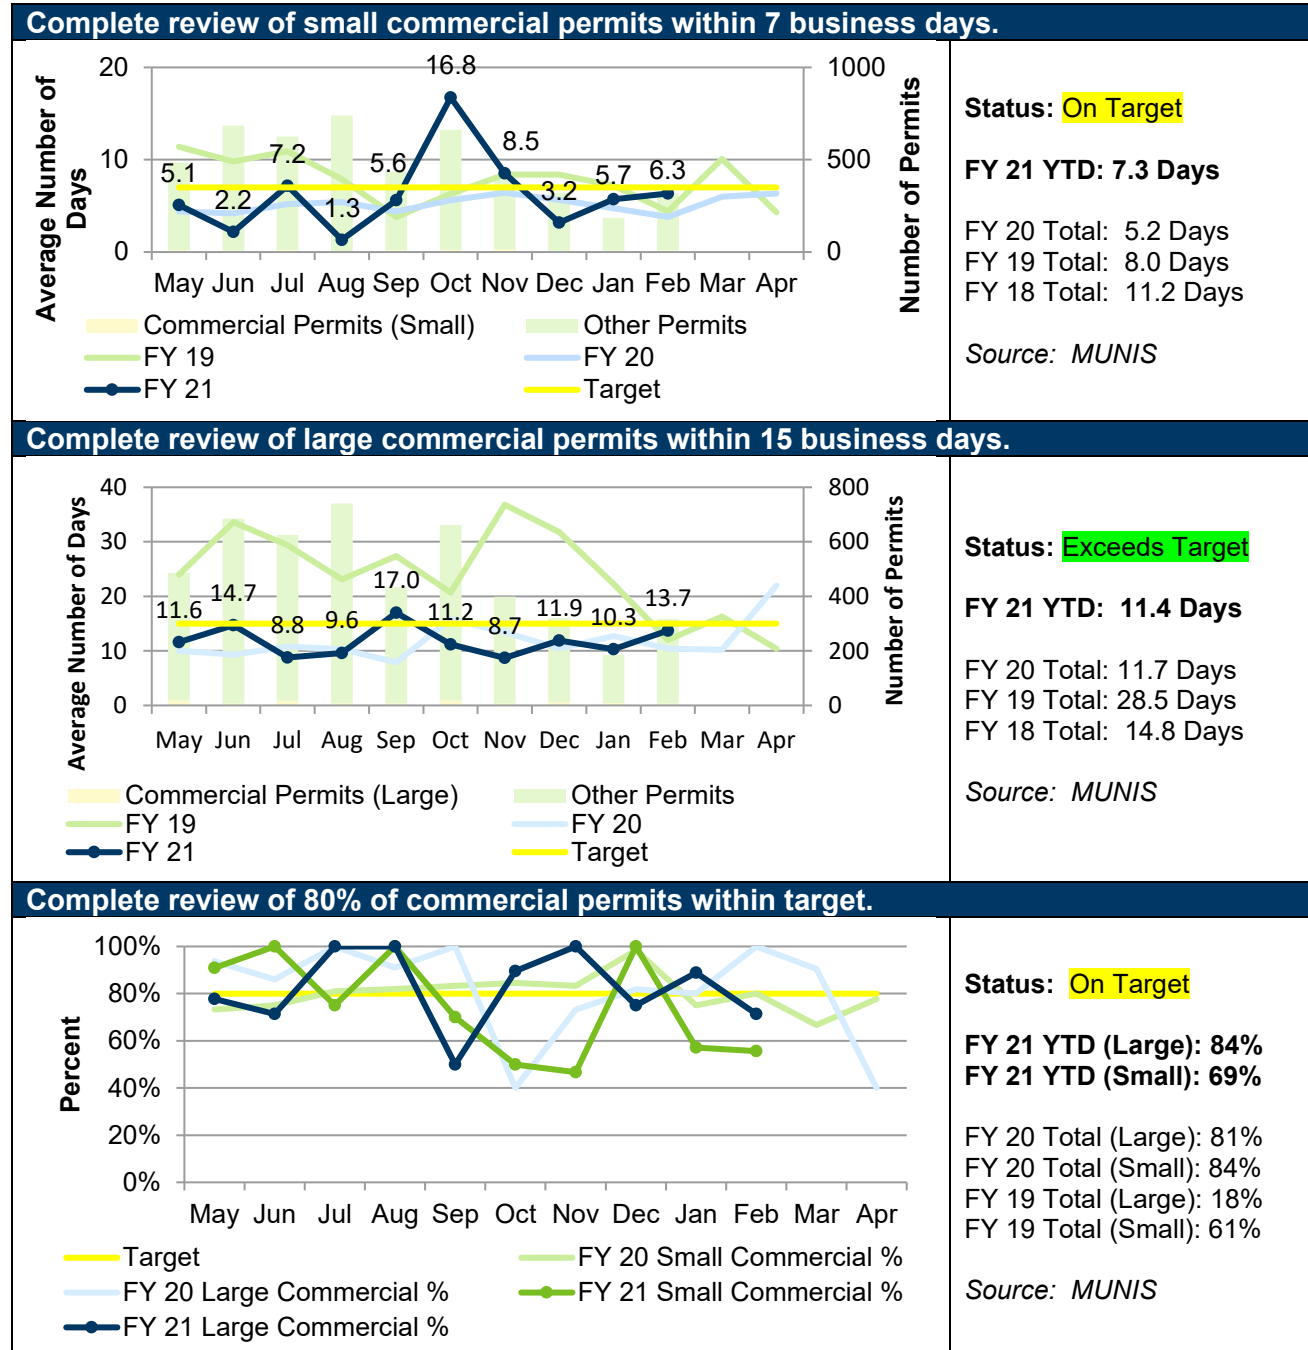 Complete review of small commercial permits within 7 business days.
Average Number of Days
20
10
0
16.8
8.5
7.2
5.1
5.6
5.7
6.3
2.2
1.3
3.2
1000
500
0
Number of Permits
May Jun Jul Aug Sep Oct Nov Dec Jan Feb Mar Apr
Commercial Permits (Small)
Other Permits
FY 19
FY 20
FY 21
Target
Status: On Target
FY 21 YTD: 7.3 Days
FY 20 Total: 5.2 Days
FY 19 Total: 8.0 Days
FY 18 Total: 11.2 Days
Source: MUNIS
Complete review of large commercial permits within 15 business days.
Average Number of Days
40
30
20
10
0
11.6
14.7
8.8
9.6
17.0
11.2
8.7
11.9
10.3
13.7
800
600
400
200
0
Number of Permits
May Jun Jul Aug Sep Oct Nov Dec Jan Feb Mar Apr
Commercial Permits (Large)
Other Permits
FY 19
FY 20
FY 21
Target
Status: Exceeds Target
FY 21 YTD: 11.4 Days
FY 20 Total: 11.7 Days
FY 19 Total: 28.5 Days
FY 18 Total: 14.8 Days
Source: MUNIS
Complete review of 80% of commercial permits within target.
Percent
100%
80%
60%
40%
20%
0%
May Jun Jul Aug Sep Oct Nov Dec Jan Feb Mar Apr
Target
FY 20 Small Commercial %
FY 20 Large Commercial %
FY 21 Small Commercial %
FY 21 Large Commercial %
Status: On Target
FY 21 YTD (Large): 84%
FY 21 YTD (Small): 69%
FY 20 Total (Large): 81%
FY 20 Total (Small): 84%
FY 19 Total (Large): 18%
FY 19 Total (Small): 61%
Source: MUNIS